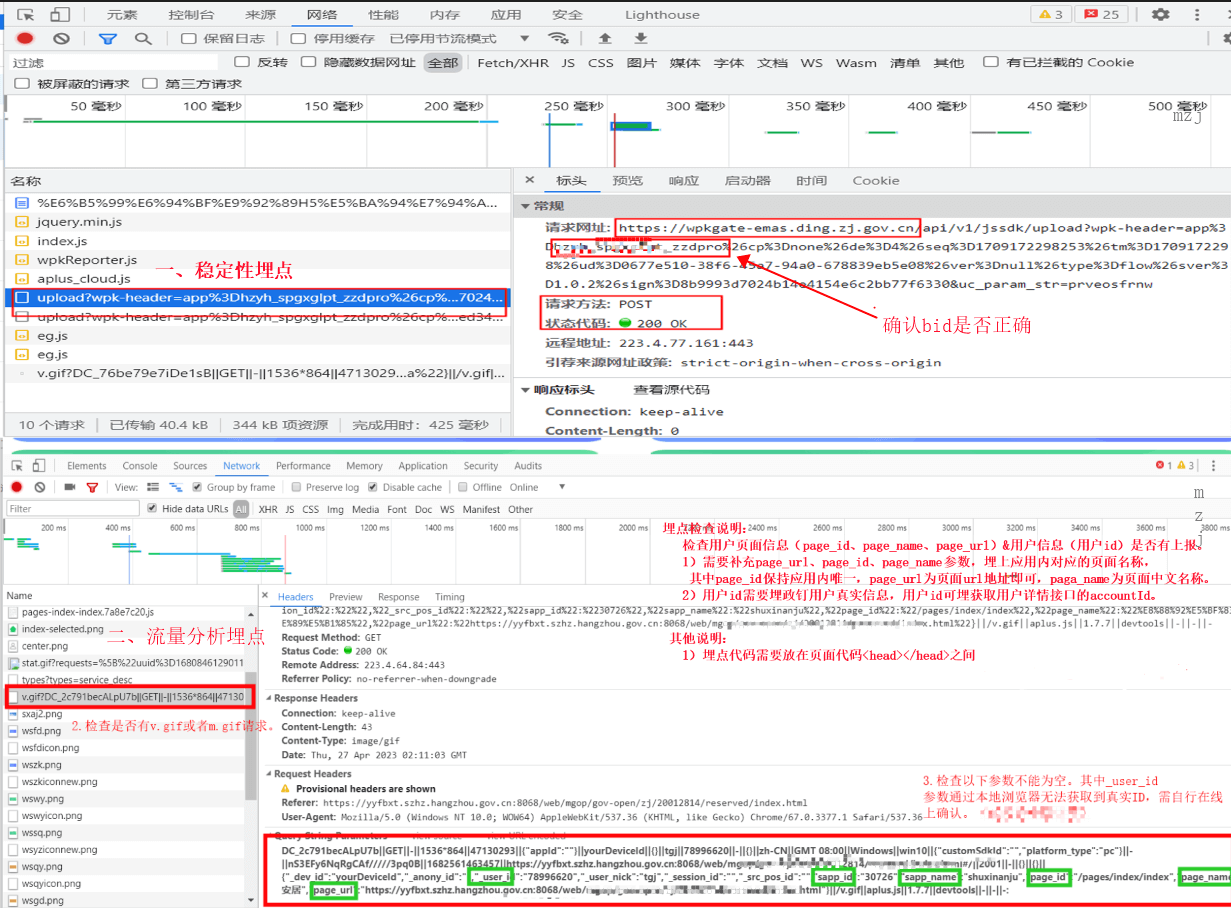 元素 控制台 来源 网络 性能 内存 应用 安全 Lighthouse 3 25
保留日志 停用缓存 已停用节流模式
过滤 反转 隐藏数据网址 全部 Fetch/XHR JS CSS 图片 媒体 字体 文档 WS Wasm 清单 其他 有已拦截的 Cookie
被屏蔽的请求 第三方请求
50 毫秒 100 毫秒 150 毫秒 200 毫秒 250 毫秒 300 毫秒 350 毫秒 400 毫秒 450 毫秒 500 毫秒
mzj
名称
%E6%B5%99%E6%94%BF%E9%92%89H5%E5%BA%94%E7%94%A...
jquery.min.js
index.js
wpkReporter.js
aplus_cloud.js
一、稳定性埋点
upload?wpk-header=app%3Dhzyh_spgxglpt_zzdpro%26cp%...7024...
upload?wpk-header=app%3Dhzyh_spgxglpt_zzdpro%26cp%...ed34...
eg.js
eg.js
v.gif?DC_76be79e7iDe1sB||GET||-||1536*864||4713029...a%22}||/v.gif|...
10 个请求 已传输 40.4 kB 344 kB 项资源 完成用时： 425 毫秒
× 标头 预览 响应 启动器 时间 Cookie
常规
请求网址: https://wpkgate-emas.ding.zj.gov.cn/api/v1/jssdk/upload?wpk-header=app%3
zzdpro%26cp%3Dnone%26de%3D4%26seq%3D1709172298253%26tm%3D170917229
8%26ud%3D0677e510-38f6-45a7-94a0-678839eb5e08%26ver%3Dnull%26type%3Dflow%26sver%3
D1.0.2%26sign%3D8b9993d7024b14e4154e6c2bb77f6330&uc_param_str=prveosfrnw
请求方法: POST
状态代码: 200 OK
确认bid是否正确
远程地址: 223.4.77.161:443
引荐来源网址政策: strict-origin-when-cross-origin
响应标头 查看源代码
Connection: keep-alive
Content-Length: 0
Elements Console Sources Network Performance Memory Application Security Audits 1 3
View: Group by frame Preserve log Disable cache Offline Online
m
z
j
Filter Hide data URLs All XHR JS CSS Img Media Font Doc WS Manifest Other
200 ms 400 ms 600 ms 800 ms 1000 ms 1200 ms 1400 ms 1600 ms 1800 ms 2000 ms 2200 ms 2400 ms 2600 ms 2800 ms 3000 ms 3200 ms 3400 ms 3600 ms 3800 ms
埋点检查说明：
检查用户页面信息（page_id、page_name、page_url）&用户信息（用户id）是否有上报。
1）需要补充page_url、page_id、page_name参数，埋上应用内对应的页面名称，
其中page_id保持应用内唯一，page_url为页面url地址即可，paga_name为页面中文名称。
2）用户id需要埋政钉用户真实信息，用户id可埋获取用户详情接口的accountId。
其他说明：
1）埋点代码需要放在页面代码<head></head>之间
Name
pages-index-index.7a8e7c20.js
index-selected.png
二、流量分析埋点
center.png
stat.gif?requests=%5B%22uuid%3D1680846129011
types?types=service_desc
v.gif?DC_2c791becALpU7b||GET||-||1536*864||47130
sxaj2.png
wsfd.png
2.检查是否有v.gif或者m.gif请求。
wsfdicon.png
wszk.png
wszkiconnew.png
wswy.png
wswyicon.png
wssq.png
wsyziconnew.png
wsqy.png
wsqyicon.png
wsgd.png
× Headers Preview Response Timing
ion_id%22:%22%22,%22_src_pos_id%22:%22%22,%22sapp_id%22:%2230726%22,%22sapp_name%22:%22shuxinanju%22,%22page_id%22:%22/pages/index/index%22,%22page_name%22:%22%EB%88%92%E5%BF%83
E%89%E5%B1%85%22,%22page_url%22:%22https://yyfbxt.szhz.hangzhou.gov.cn:8068/web/mg index.html%22}||/v.gif||aplus.js||1.7.7||devtools||-||-||-
Request Method: GET
Status Code: 200 OK
Remote Address: 223.4.64.84:443
Referrer Policy: no-referrer-when-downgrade
Response Headers
Connection: keep-alive
Content-Length: 43
Content-Type: image/gif
Date: Thu, 27 Apr 2023 02:11:03 GMT
Request Headers
Provisional headers are shown
Referer: https://yyfbxt.szhz.hangzhou.gov.cn:8068/web/mgop/gov-open/zj/20012814/reserved/index.html
User-Agent: Mozilla/5.0 (Windows NT 10.0; WOW64) AppleWebKit/537.36 (KHTML, like Gecko) Chrome/67.0.3377.1 Safari/537.36
3.检查以下参数不能为空。其中_user_id
参数通过本地浏览器无法获取到真实ID，需自行在线
上确认。
Query String Parameters view source view URL encoded
DC_2c791becALpU7b||GET||-||1536*864||47130293||{"appId":""}||yourDeviceId||()||tgj||78996620||()||zh-CN||GMT 08:00||Windows||win10||{"customSdkId":"","platform_type":"pc"}||-
||nS3EFy6NqRgCAf/////3pq0B||1682561463457||https://yyfbxt.szhz.hangzhou.gov.cn:8068/web/mg #/||2001||-||()||()||
{"_dev_id":"yourDeviceId","_anony_id":"","_user_id":"78996620","_user_nick":"tgj","_session_id":"","_src_pos_id":"","sapp_id":"30726","sapp_name":"shuxinanju","page_id":"/pages/index/index","page_name
安居","page_url":"https://yyfbxt.szhz.hangzhou.gov.cn:8068/web/ html"}||/v.gif||aplus.js||1.7.7||devtools||-||-||-: